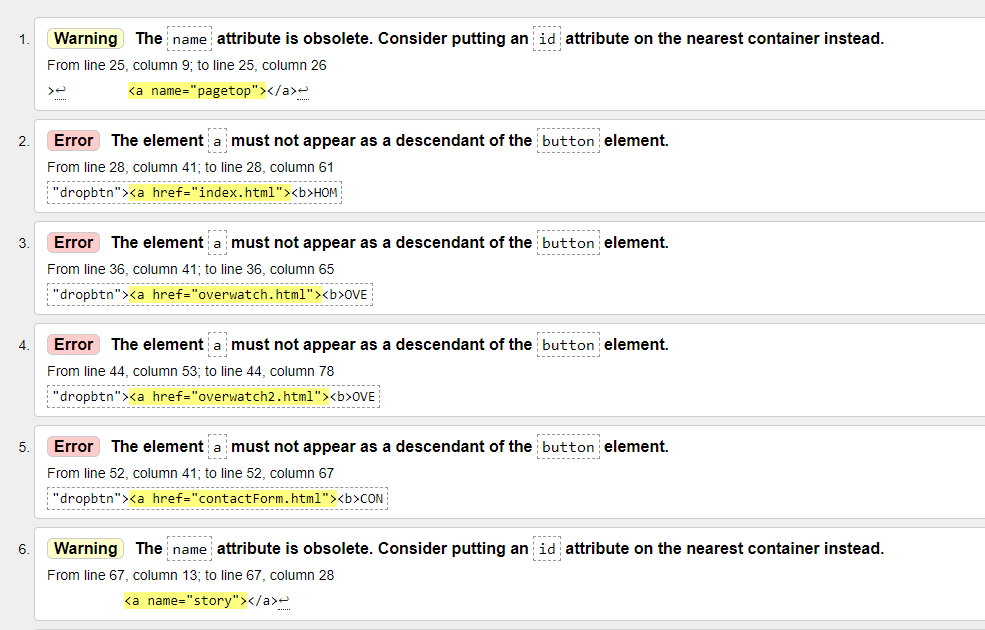 1. Warning The name attribute is obsolete. Consider putting an id attribute on the nearest container instead.
From line 25, column 9; to line 25, column 26
>↩ <a name="pagetop"></a>↩
2. Error The element a must not appear as a descendant of the button element.
From line 28, column 41; to line 28, column 61
"dropbtn"><a href="index.html"><b>HOM
3. Error The element a must not appear as a descendant of the button element.
From line 36, column 41; to line 36, column 65
"dropbtn"><a href="overwatch.html"><b>OVE
4. Error The element a must not appear as a descendant of the button element.
From line 44, column 53; to line 44, column 78
"dropbtn"><a href="overwatch2.html"><b>OVE
5. Error The element a must not appear as a descendant of the button element.
From line 52, column 41; to line 52, column 67
"dropbtn"><a href="contactForm.html"><b>CON
6. Warning The name attribute is obsolete. Consider putting an id attribute on the nearest container instead.
From line 67, column 13; to line 67, column 28
<a name="story"></a>↩